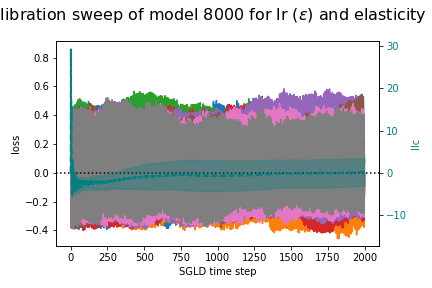 libration sweep of model 8000 for lr (ε) and elasticity
0.8
0.6
0.4
0.2
0.0
−0.2
−0.4
loss
30
20
10
0
−10
llc
0 250 500 750 1000 1250 1500 1750 2000
SGLD time step